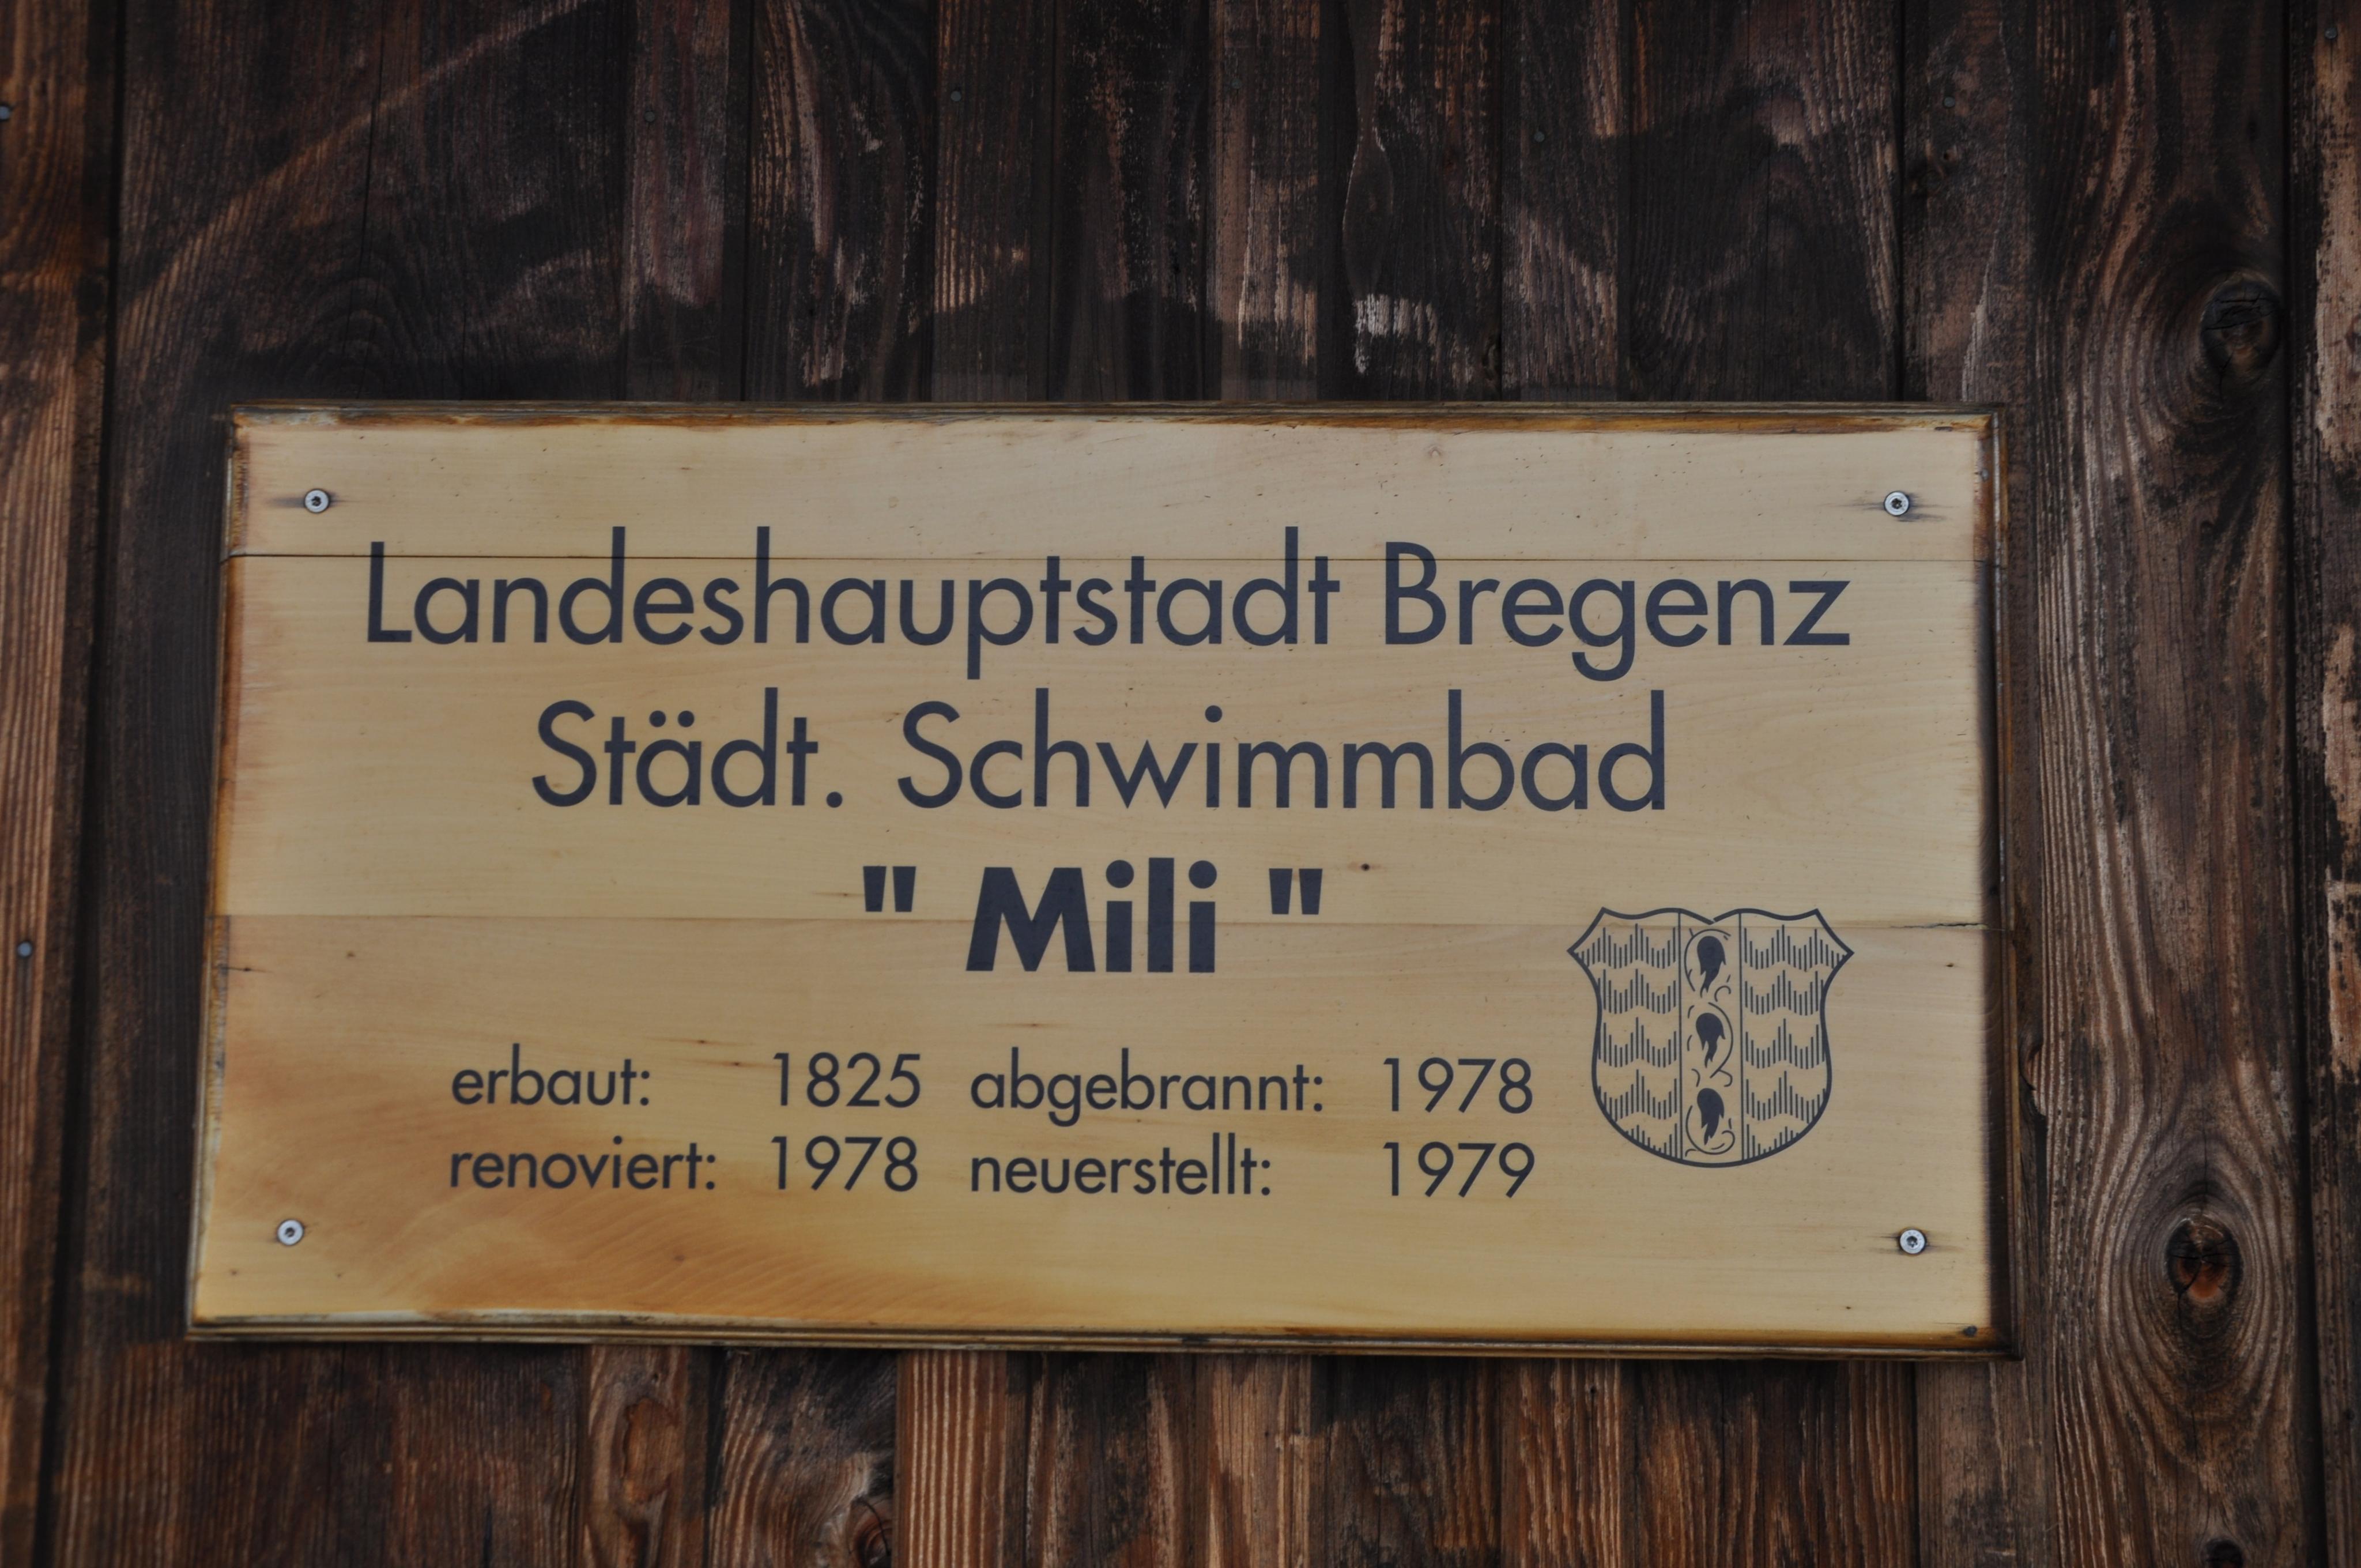 Landeshauptstadt Bregenz
Städt. Schwimmbad
" Mili "
erbaut: 1825 abgebrannt: 1978
renoviert: 1978 neuerstellt: 1979